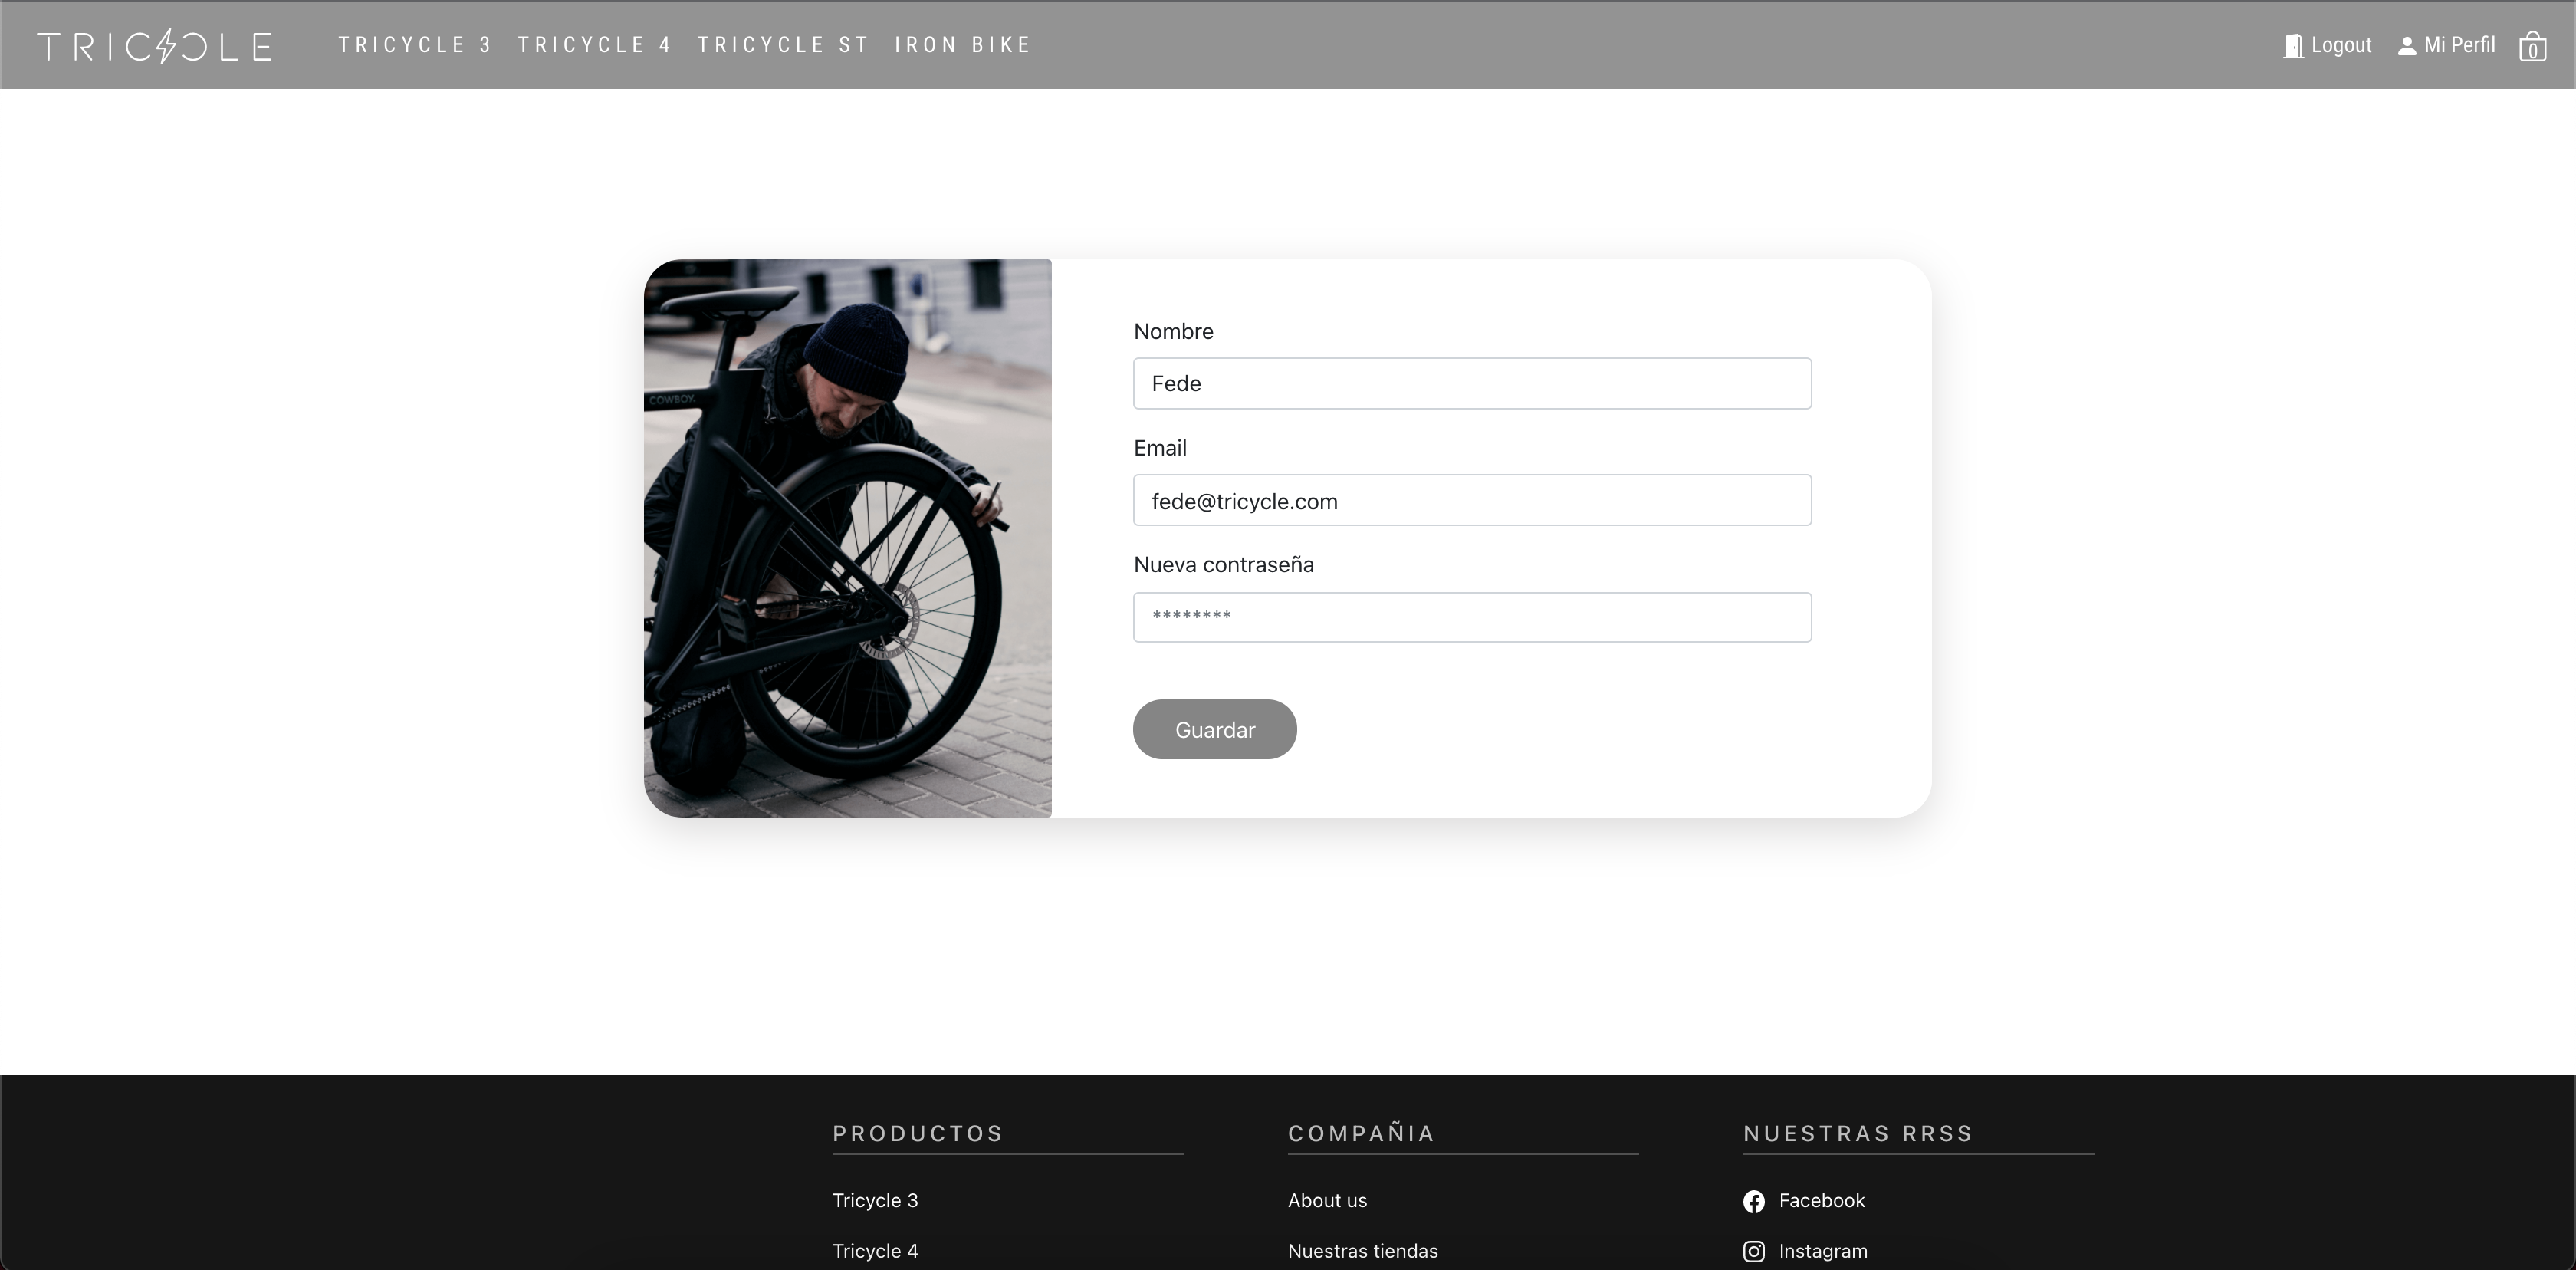 TRICYCLE TRICYCLE 3 TRICYCLE 4 TRICYCLE ST IRON BIKE Logout Mi Perfil 0
COWBOY.
Nombre
Fede
Email
fede@tricycle.com
Nueva contraseña
********
Guardar
PRODUCTOS
Tricycle 3
Tricycle 4
COMPAÑIA
About us
Nuestras tiendas
NUESTRAS RRSS
Facebook
Instagram